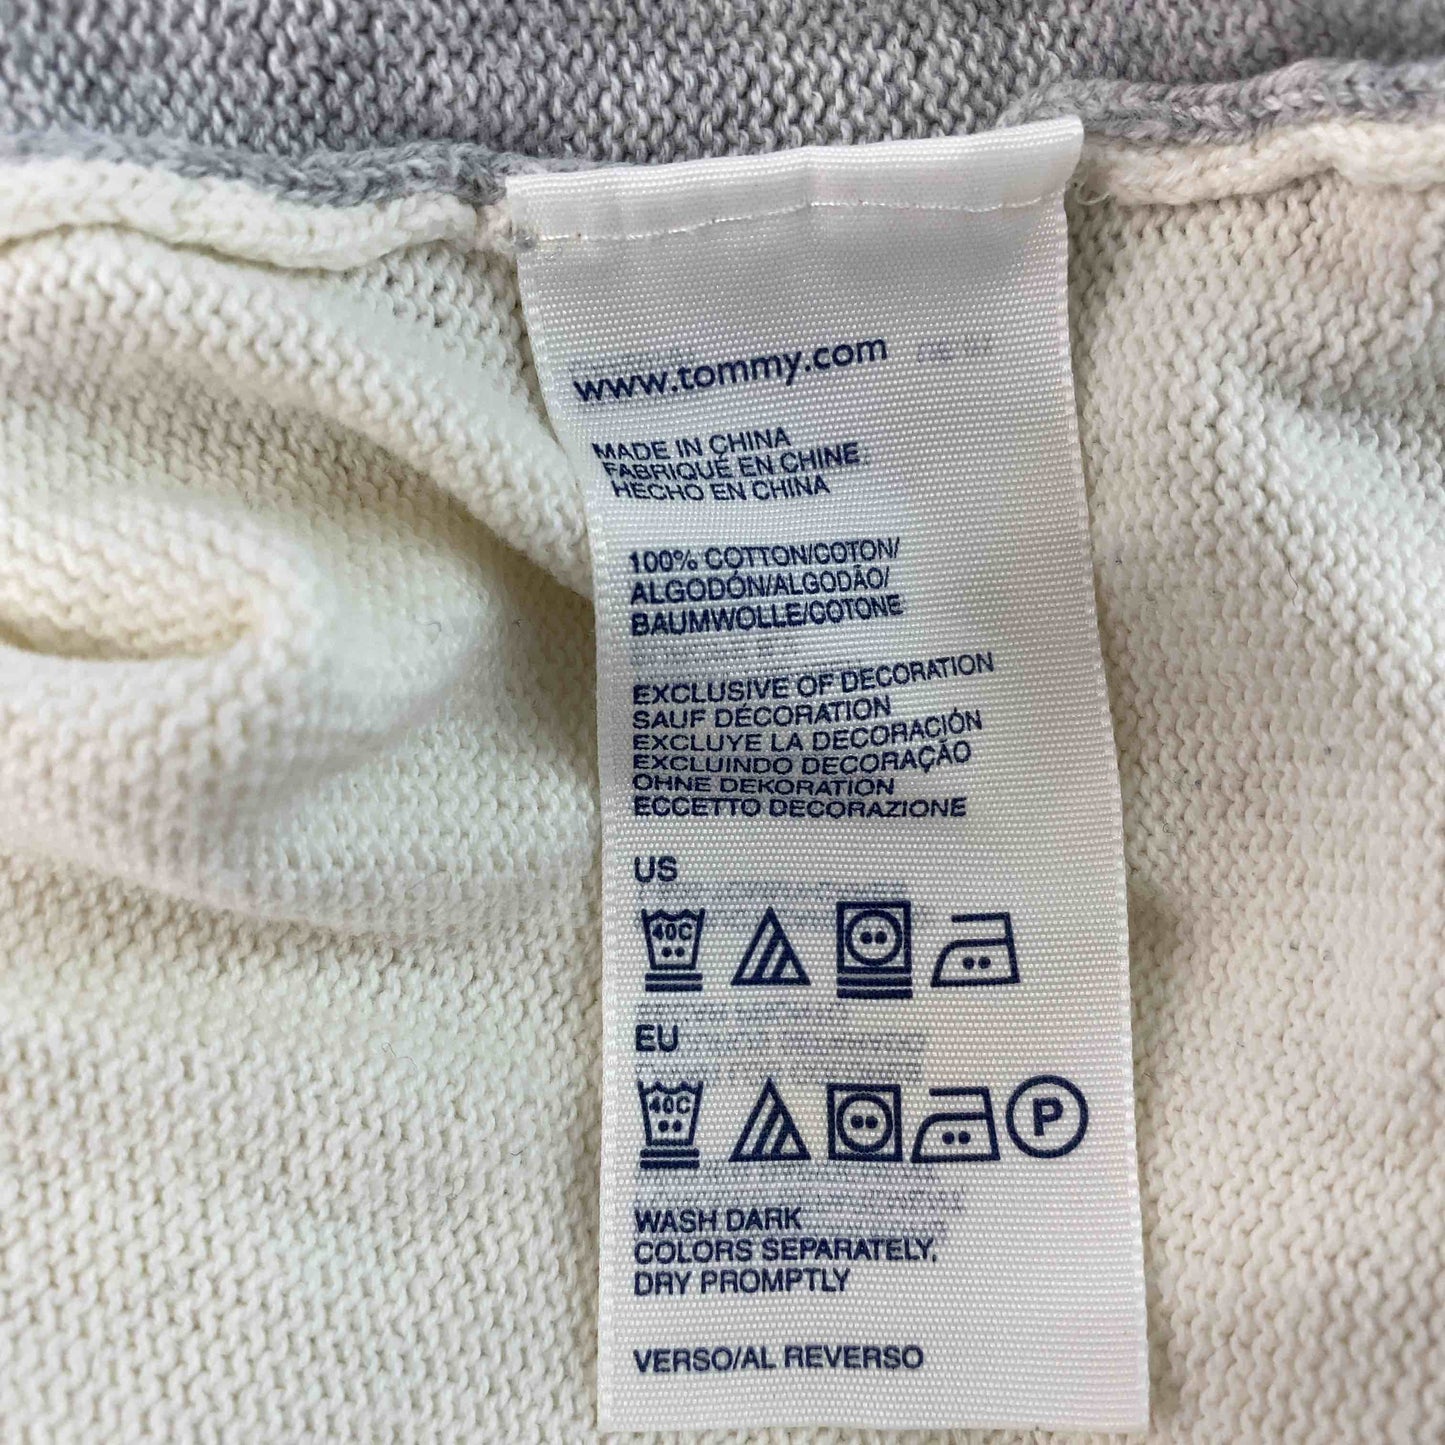 www.tommy.com
MADE IN CHINA
FABRIQUÉ EN CHINE
HECHO EN CHINA
100% COTTON/COTON/
ALGODÓN/ALGODÃO/
BAUMWOLLE/COTONE
EXCLUSIVE OF DECORATION
SAUF DÉCORATION
EXCLUYE LA DECORACIÓN
EXCLUINDO DECORAÇÃO
OHNE DEKORATION
ECCETTO DECORAZIONE
US
40C
EU
40C P
WASH DARK
COLORS SEPARATELY,
DRY PROMPTLY
VERSO/AL REVERSO